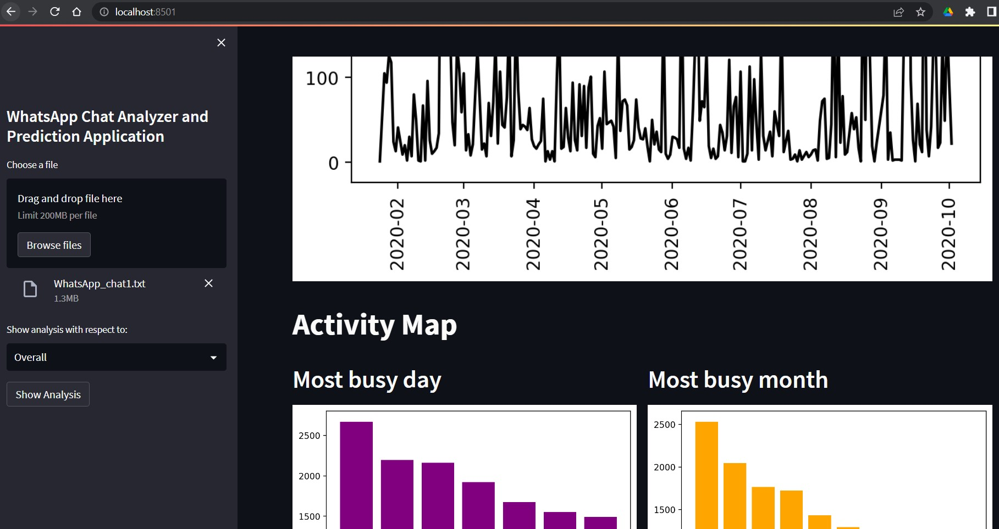 localhost:8501
WhatsApp Chat Analyzer and
Prediction Application
Choose a file
Drag and drop file here
Limit 200MB per file
Browse files
WhatsApp_chat1.txt
1.3MB
Show analysis with respect to:
Overall
Show Analysis
100
0
2020-02
2020-03
2020-04
2020-05
2020-06
2020-07
2020-08
2020-09
2020-10
Activity Map
Most busy day
2500
2000
1500
Most busy month
2500
2000
1500